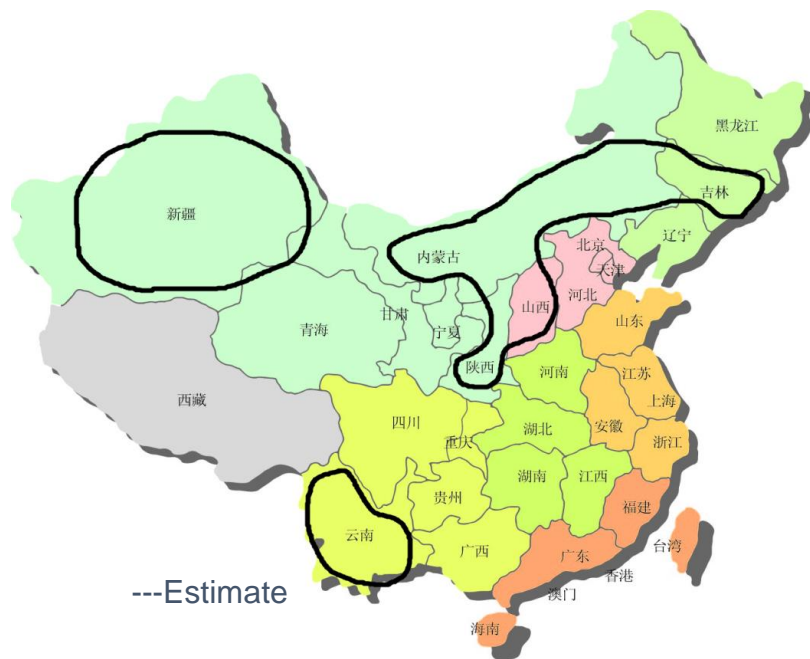 黑龙江
吉林
新疆
辽宁
内蒙古
北京
天津
河北
山西
甘肃
宁夏
青海
山东
陕西
河南
江苏
西藏
上海
四川
安徽
湖北
重庆
浙江
湖南
江西
贵州
福建
云南
台湾
广西
广东
香港
澳门
---Estimate
海南